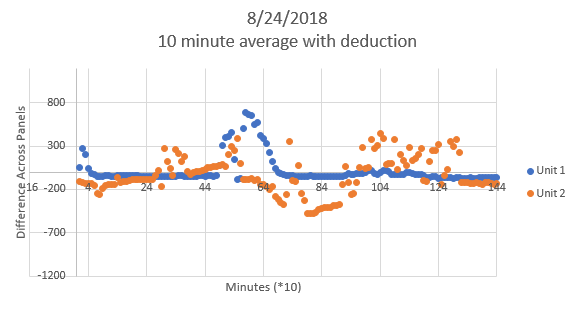 8/24/2018
10 minute average with deduction
800
300
-200
-700
-1200
Difference Across Panels
-16 4 24 44 64 84 104 124 144
Minutes (*10)
Unit 1
Unit 2